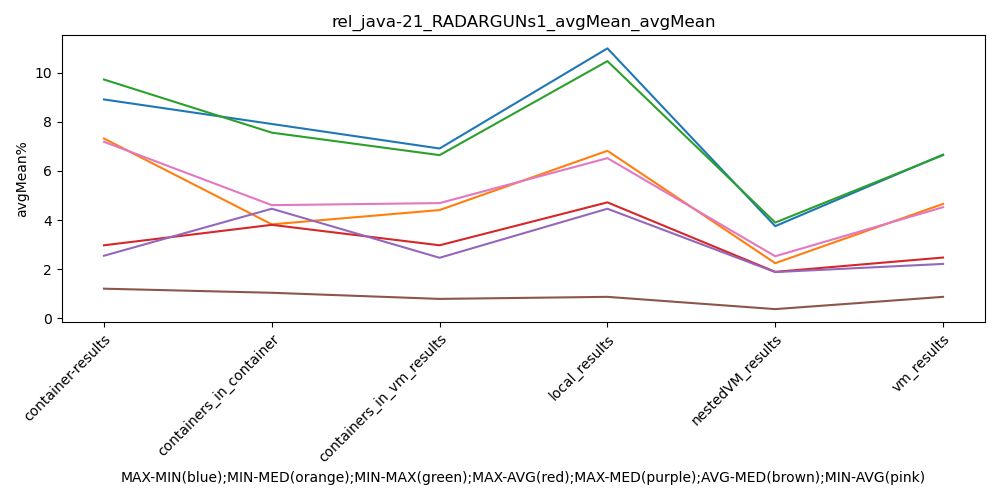 rel_java-21_RADARGUNs1_avgMean_avgMean
avgMean%
10
8
6
4
2
0
container-results
containers_in_container
containers_in_vm_results
local_results
nestedVM_results
vm_results
MAX-MIN(blue);MIN-MED(orange);MIN-MAX(green);MAX-AVG(red);MAX-MED(purple);AVG-MED(brown);MIN-AVG(pink)